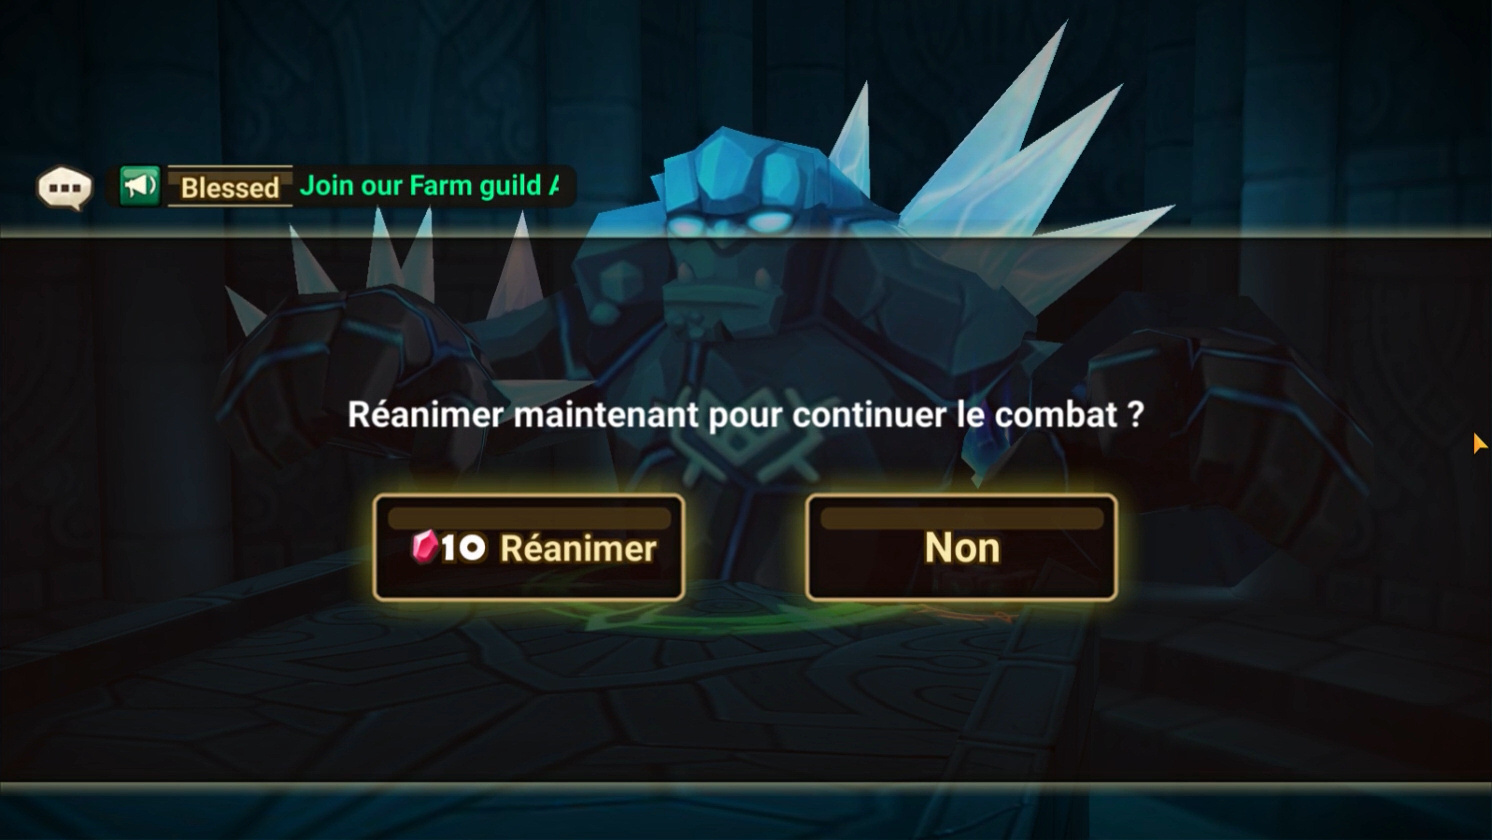 Blessed Join our Farm guild
Réanimer maintenant pour continuer le combat ?
10 Réanimer
Non